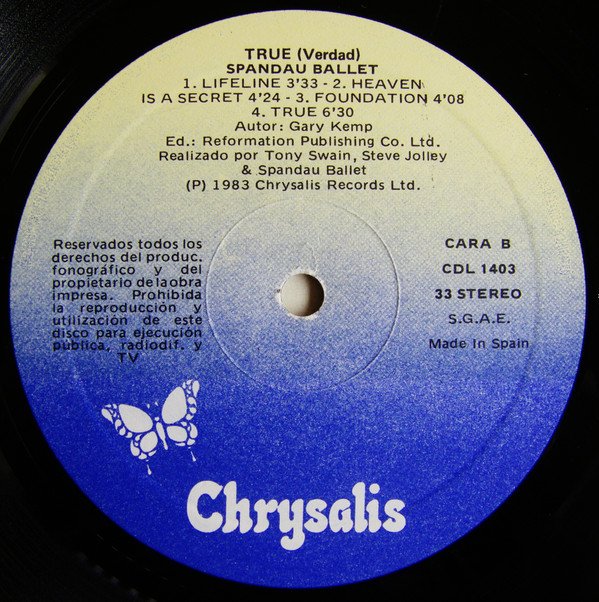 TRUE (Verdad)
SPANDAU BALLET
1. LIFELINE 3'33 - 2. HEAVEN
IS A SECRET 4'24 - 3. FOUNDATION 4'08
4. TRUE 6'30
Autor: Gary Kemp
Ed.: Reformation Publishing Co. Ltd.
Realizado por Tony Swain, Steve Jolley
& Spandau Ballet
(P) 1983 Chrysalis Records Ltd.
Reservados todos los
derechos del produc.
fonográfico y del
propietario de la obra
impresa. Prohibida
la reproducción y
utilización de este
disco para ejecución
pública, radiodif. y
TV
CARA B
CDL 1403
33 STEREO
S.G.A.E.
Made In Spain
Chrysalis